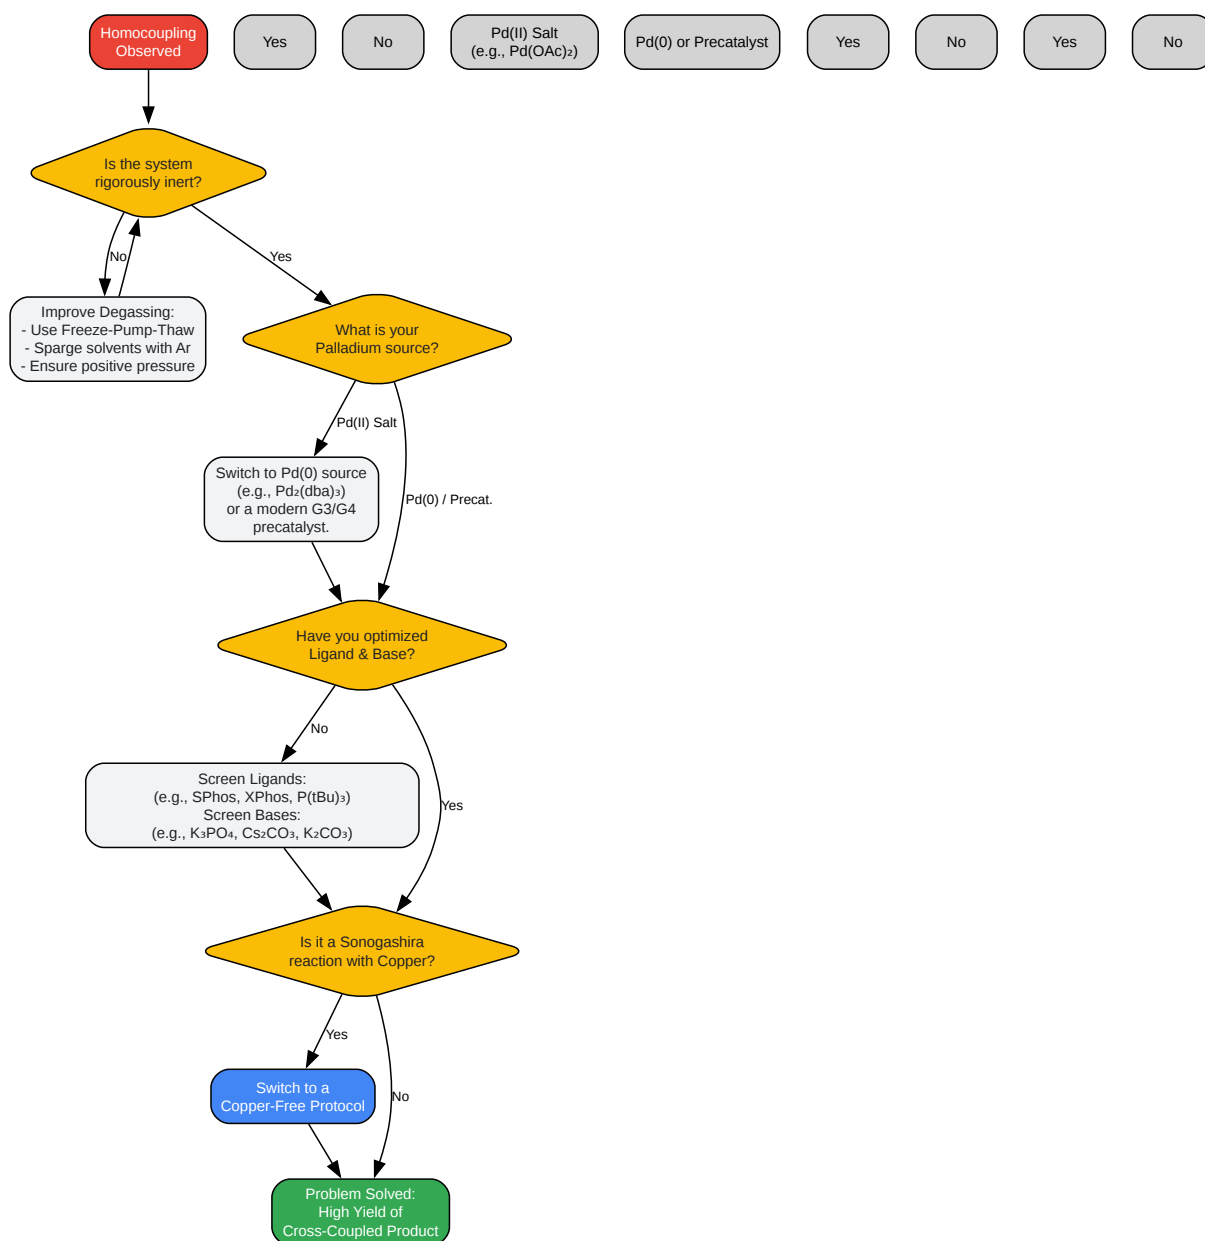 Homocoupling
Observed
Yes
No
Pd(II) Salt
(e.g., Pd(OAc)₂)
Pd(0) or Precatalyst
Yes
No
Yes
No
Is the system
rigorously inert?
No
Yes
Improve Degassing:
- Use Freeze-Pump-Thaw
- Sparge solvents with Ar
- Ensure positive pressure
What is your
Palladium source?
Pd(II) Salt
Switch to Pd(0) source
(e.g., Pd₂(dba)₃)
or a modern G3/G4
precatalyst.
Pd(0) / Precat.
Have you optimized
Ligand & Base?
No
Screen Ligands:
(e.g., SPhos, XPhos, P(tBu)₃)
Screen Bases:
(e.g., K₃PO₄, Cs₂CO₃, K₂CO₃)
Yes
Is it a Sonogashira
reaction with Copper?
Yes
Switch to a
Copper-Free Protocol
No
Problem Solved:
High Yield of
Cross-Coupled Product